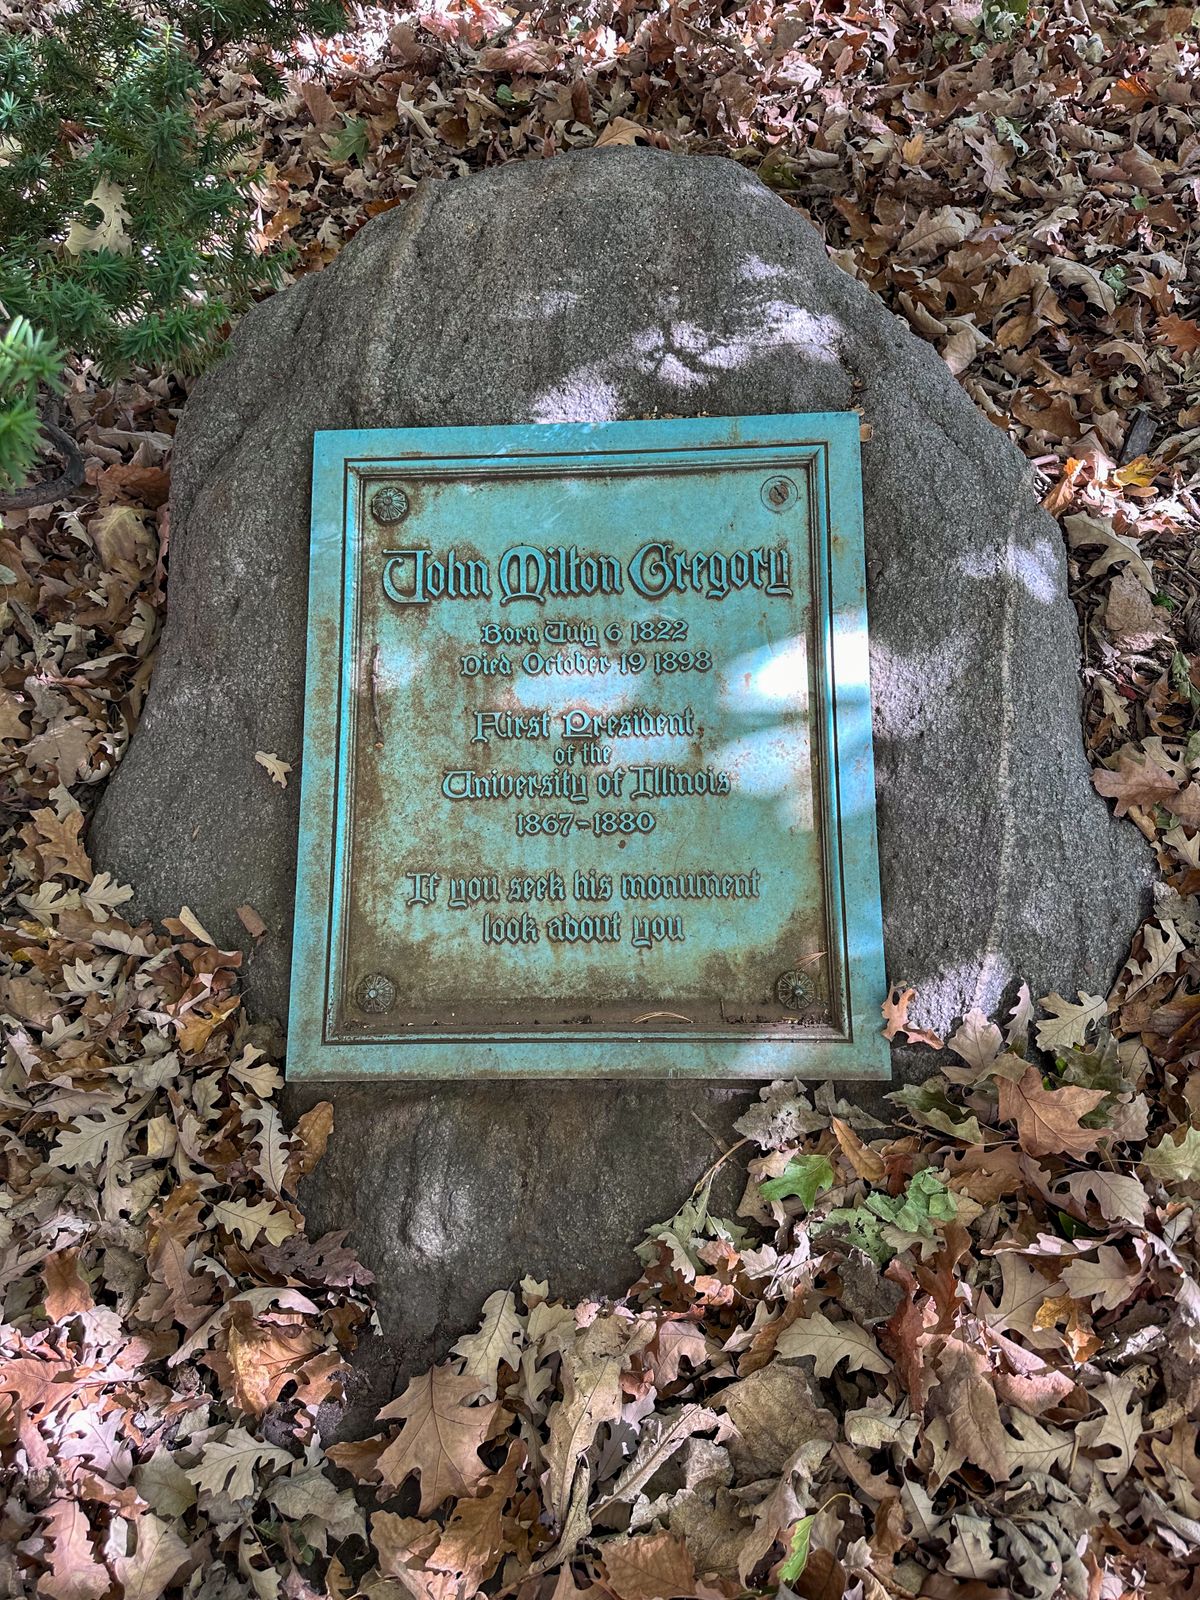 John Milton Gregory
Born July 6 1822
Died October 19 1898
First President
of the
University of Illinois
1867-1880
If you seek his monument
look about you